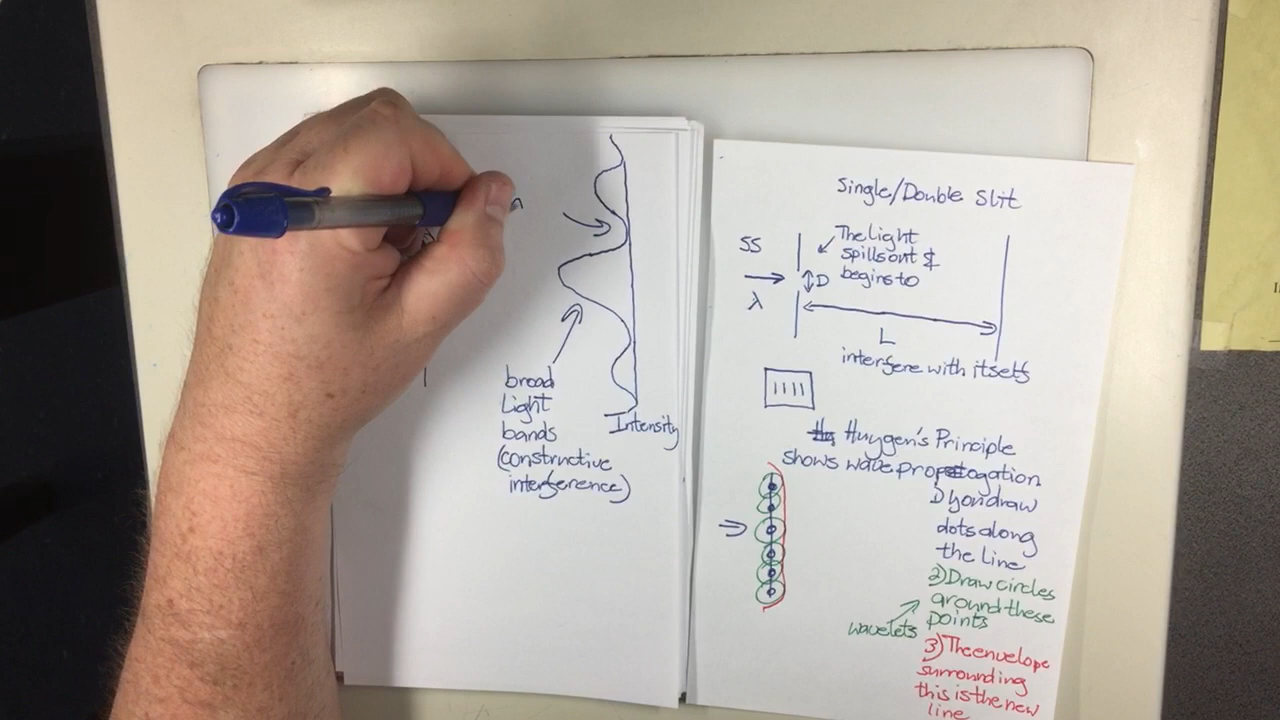 broad
Light
bands
(constructive
interference)
Intensity
Single/Double Slit
SS
λ
D
The light
spills out &
begins to
L
interfere with itself
Huygen's Principle
shows wave propatogation
1) you draw
dots along
the line
2) Draw circles
around these
points
wavelets
3) The envelope
surrounding
this is the new
line